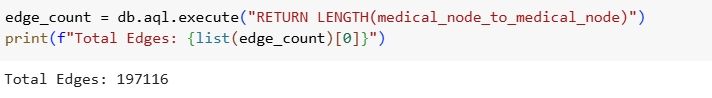 edge_count = db.aql.execute("RETURN LENGTH(medical_node_to_medical_node)")
print(f"Total Edges: {list(edge_count)[0]}")
Total Edges: 197116